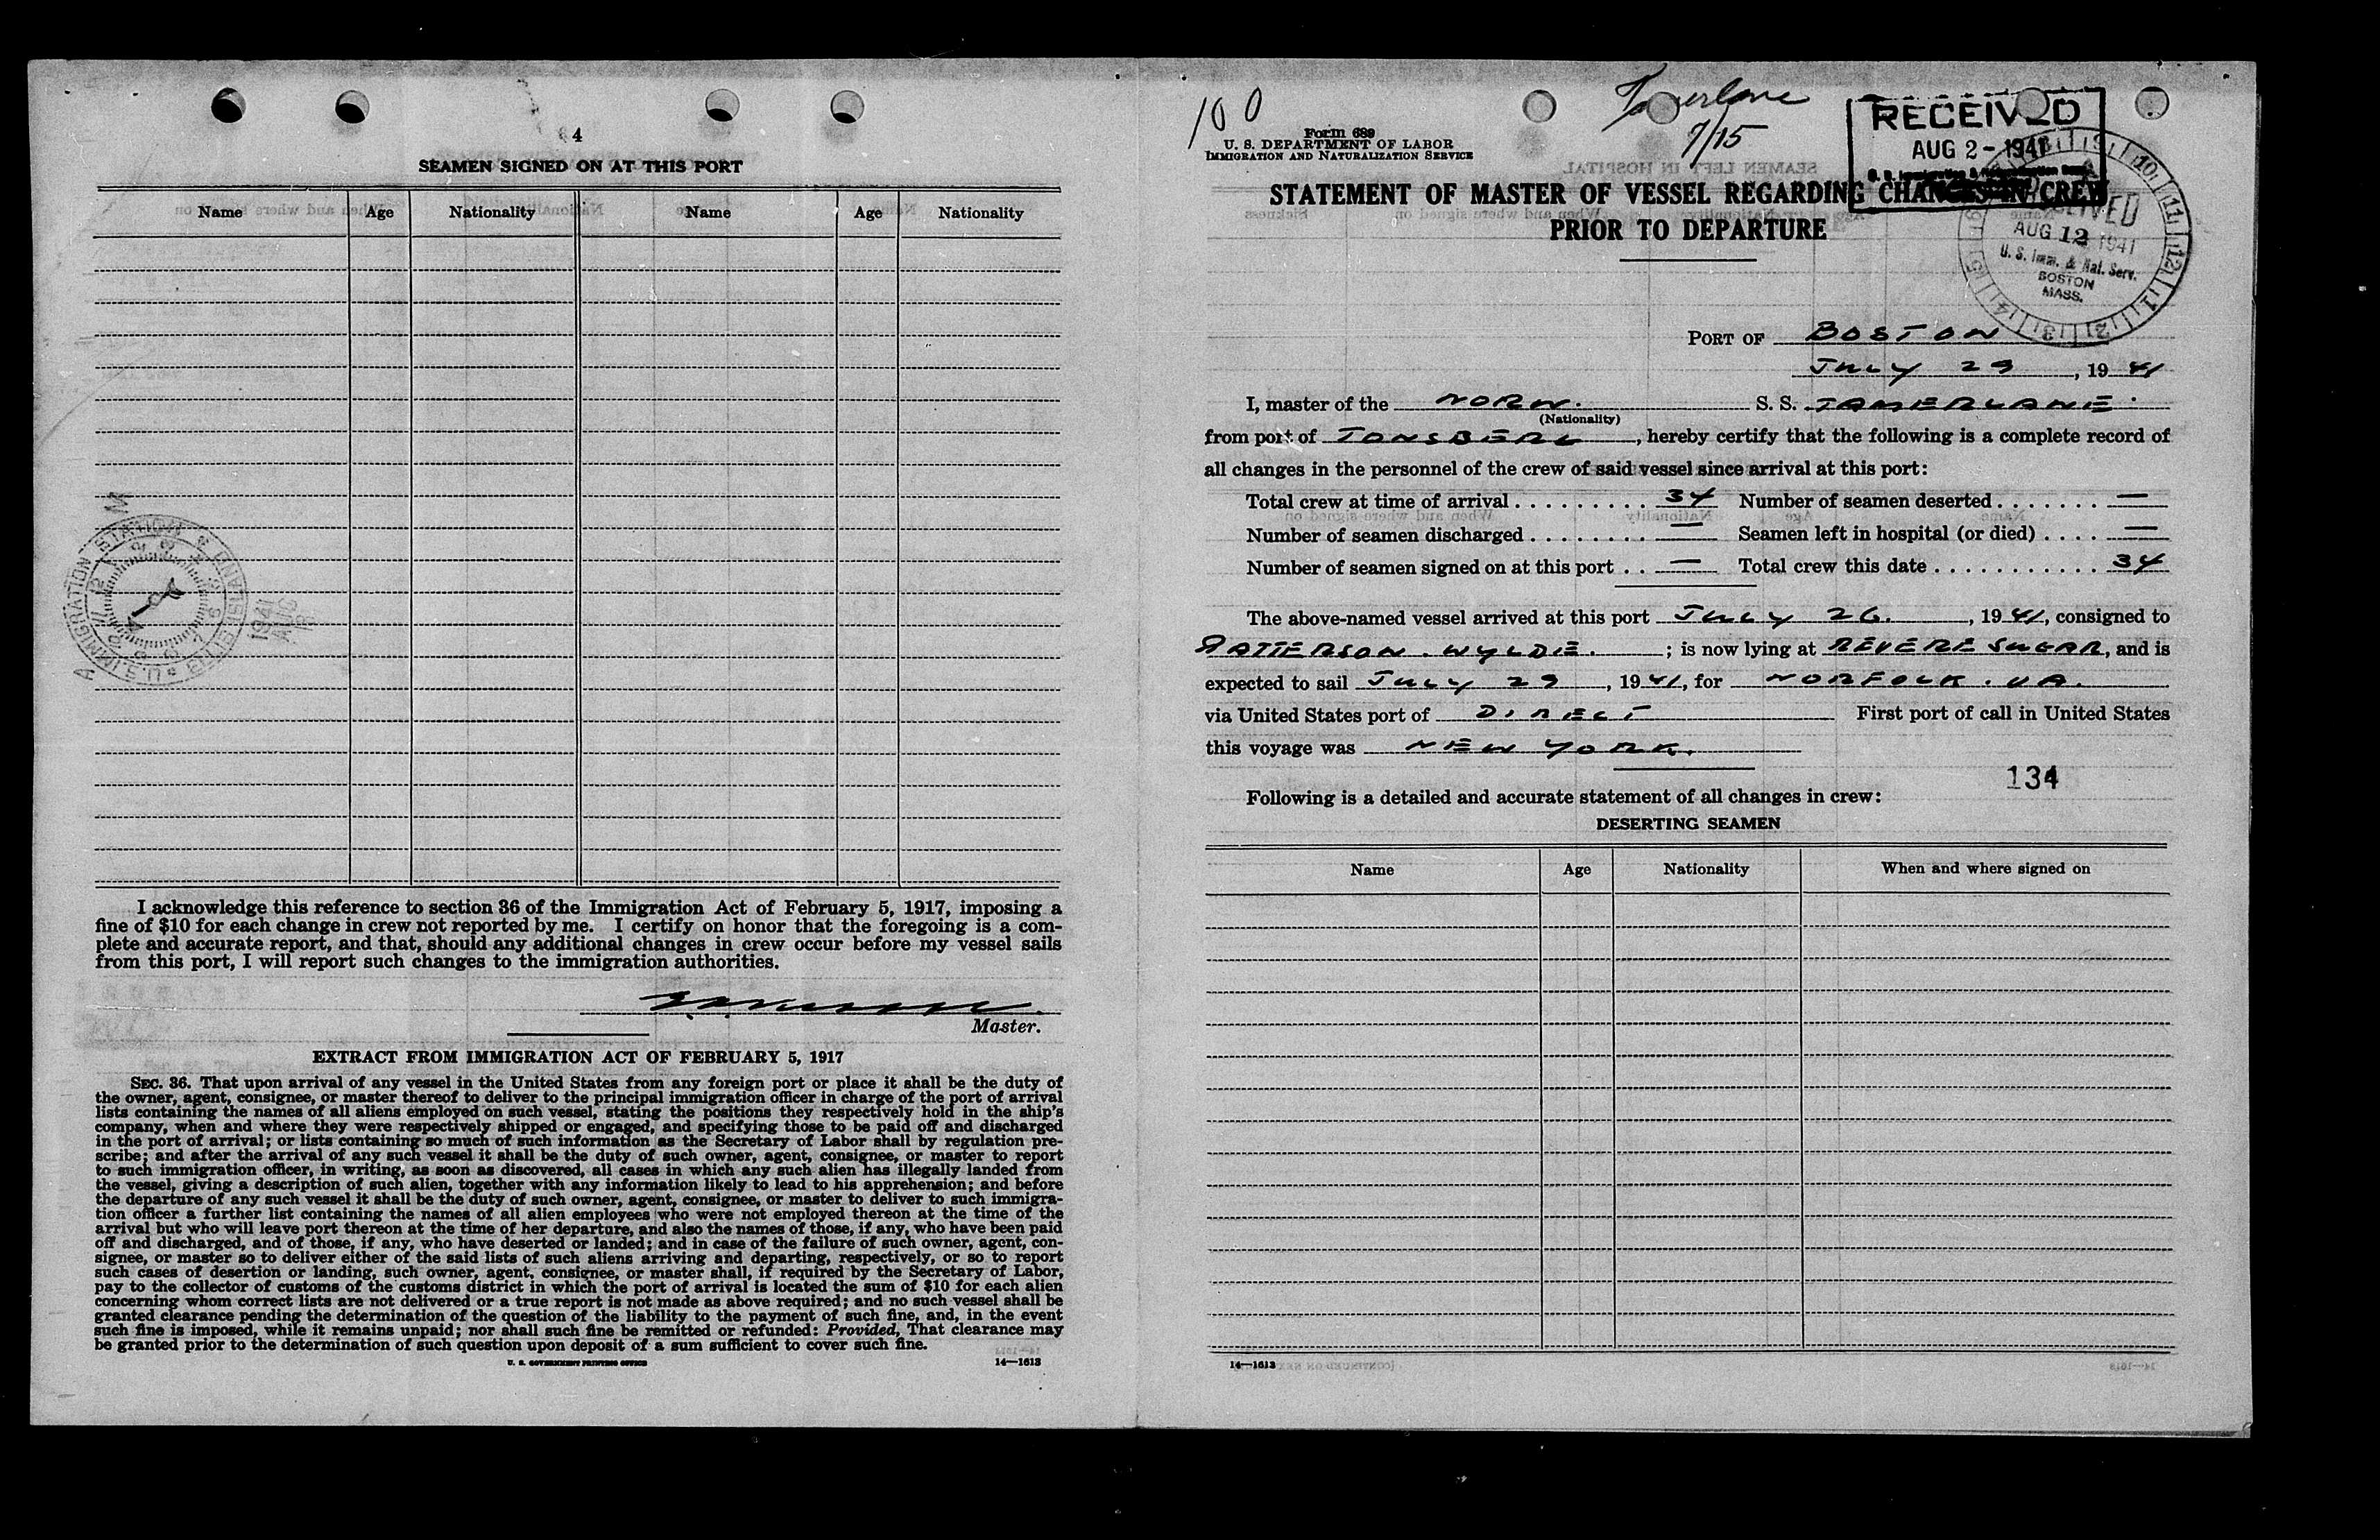 4
SEAMEN SIGNED ON AT THIS PORT
Name Age Nationality Name Age Nationality
U.S. IMMIGRATION STATION ELLIS ISLAND
1941
AUG
I acknowledge this reference to section 36 of the Immigration Act of February 5, 1917, imposing a
fine of $10 for each change in crew not reported by me. I certify on honor that the foregoing is a com-
plete and accurate report, and that, should any additional changes in crew occur before my vessel sails
from this port, I will report such changes to the immigration authorities.
Master.
EXTRACT FROM IMMIGRATION ACT OF FEBRUARY 5, 1917
SEC. 36. That upon arrival of any vessel in the United States from any foreign port or place it shall be the duty of
the owner, agent, consignee, or master thereof to deliver to the principal immigration officer in charge of the port of arrival
lists containing the names of all aliens employed on such vessel, stating the positions they respectively hold in the ship's
company, when and where they were respectively shipped or engaged, and specifying those to be paid off and discharged
in the port of arrival; or lists containing so much of such information as the Secretary of Labor shall by regulation pre-
scribe; and after the arrival of any such vessel it shall be the duty of such owner, agent, consignee, or master to report
to such immigration officer, in writing, as soon as discovered, all cases in which any such alien has illegally landed from
the vessel, giving a description of such alien, together with any information likely to lead to his apprehension; and before
the departure of any such vessel it shall be the duty of such owner, agent, consignee, or master to deliver to such immigra-
tion officer a further list containing the names of all alien employees who were not employed thereon at the time of the
arrival but who will leave port thereon at the time of her departure, and also the names of those, if any, who have been paid
off and discharged, and of those, if any, who have deserted or landed; and in case of the failure of such owner, agent, con-
signee, or master so to deliver either of the said lists of such aliens arriving and departing, respectively, or so to report
such cases of desertion or landing, such owner, agent, consignee, or master shall, if required by the Secretary of Labor,
pay to the collector of customs of the customs district in which the port of arrival is located the sum of $10 for each alien
concerning whom correct lists are not delivered or a true report is not made as above required; and no such vessel shall be
granted clearance pending the determination of the question of the liability to the payment of such fine, and, in the event
such fine is imposed, while it remains unpaid; nor shall such fine be remitted or refunded: Provided, That clearance may
be granted prior to the determination of such question upon deposit of a sum sufficient to cover such fine.
U. S. GOVERNMENT PRINTING OFFICE 14—1613
100
Form 689
U. S. DEPARTMENT OF LABOR
IMMIGRATION AND NATURALIZATION SERVICE
Tamerlane
7/15
RECEIVED
AUG 2 - 1941
STATEMENT OF MASTER OF VESSEL REGARDING CHANGES IN CREW
PRIOR TO DEPARTURE
RECEIVED
AUG 12 1941
U. S. Imm. & Nat. Serv.
BOSTON
MASS.
PORT OF BOSTON
July 29, 1941
I, master of the NORW. S. S. TAMERLANE.
(Nationality)
from port of TONSBERG, hereby certify that the following is a complete record of
all changes in the personnel of the crew of said vessel since arrival at this port:
Total crew at time of arrival . . . . . . . . . 34 Number of seamen deserted . . . . . . . —
Number of seamen discharged . . . . . . . . — Seamen left in hospital (or died) . . . . —
Number of seamen signed on at this port . . — Total crew this date . . . . . . . . . . . 34
The above-named vessel arrived at this port July 26., 1941, consigned to
PATTERSON. WYLDE. ; is now lying at REVERE SUGAR, and is
expected to sail July 29, 1941, for NORFOLK. VA.
via United States port of DIRECT First port of call in United States
this voyage was NEW YORK.
134
Following is a detailed and accurate statement of all changes in crew:
DESERTING SEAMEN
Name Age Nationality When and where signed on
14—1613